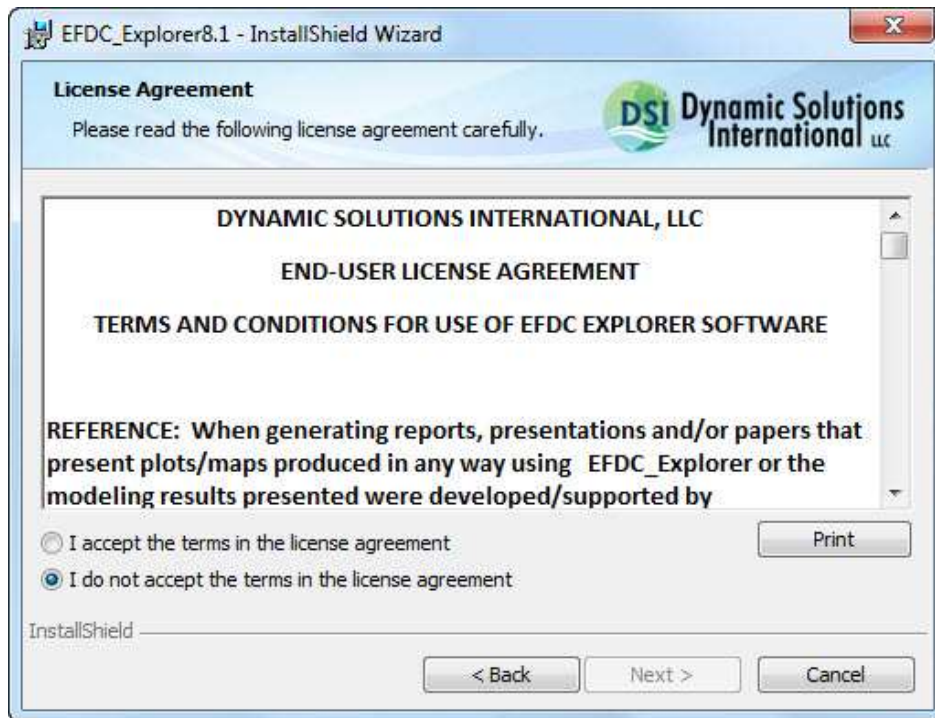 EFDC_Explorer8.1 - InstallShield Wizard
License Agreement
Please read the following license agreement carefully.
DSI Dynamic Solutions
International LLC
DYNAMIC SOLUTIONS INTERNATIONAL, LLC
END-USER LICENSE AGREEMENT
TERMS AND CONDITIONS FOR USE OF EFDC EXPLORER SOFTWARE
REFERENCE: When generating reports, presentations and/or papers that
present plots/maps produced in any way using EFDC_Explorer or the
modeling results presented were developed/supported by
I accept the terms in the license agreement
Print
I do not accept the terms in the license agreement
InstallShield
< Back Next > Cancel